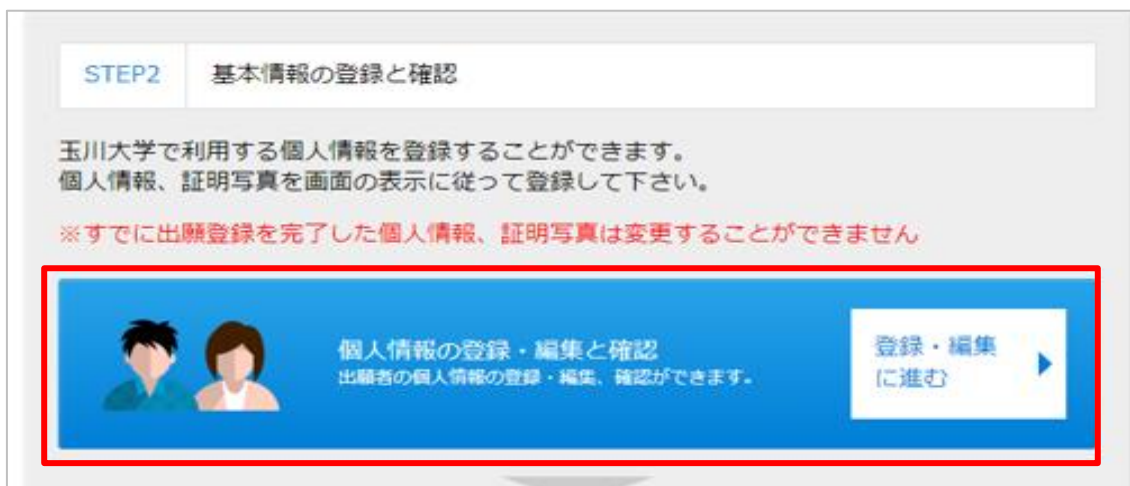 STEP2 基本情報の登録と確認
玉川大学で利用する個人情報を登録することができます。
個人情報、証明写真を画面の表示に従って登録して下さい。
※すでに出願登録を完了した個人情報、証明写真は変更することができません
個人情報の登録・編集と確認
出願者の個人情報の登録・編集、確認ができます。
登録・編集
に進む